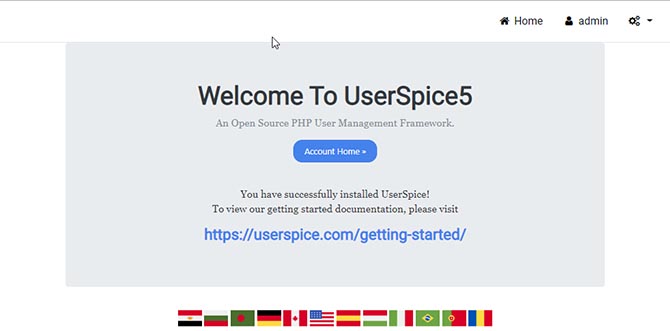 Home admin
Welcome To UserSpice5
An Open Source PHP User Management Framework.
Account Home »
You have successfully installed UserSpice!
To view our getting started documentation, please visit
https://userspice.com/getting-started/